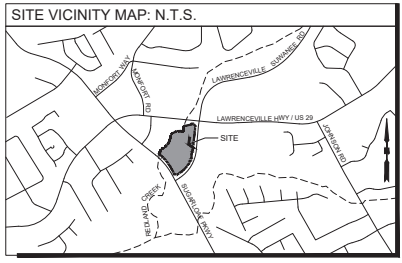 SITE VICINITY MAP: N.T.S.
MONFORT WAY
MONFORT RD
LAWRENCEVILLE SUWANEE RD
LAWRENCEVILLE HWY / US 29
JOHNSON RD
SITE
REDLAND CREEK
SUGARLOAF PKWY